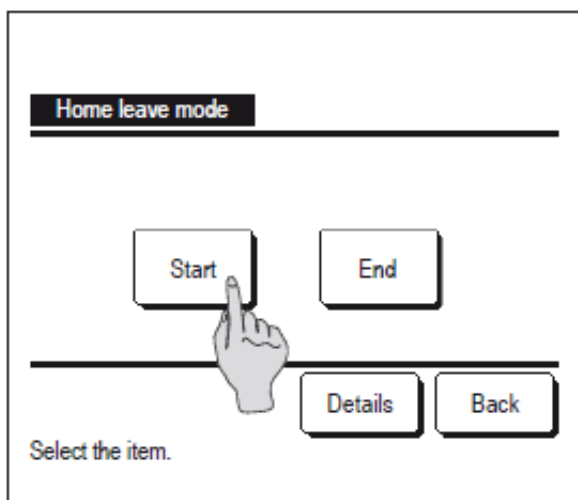 Home leave mode
Start
End
Details
Back
Select the item.